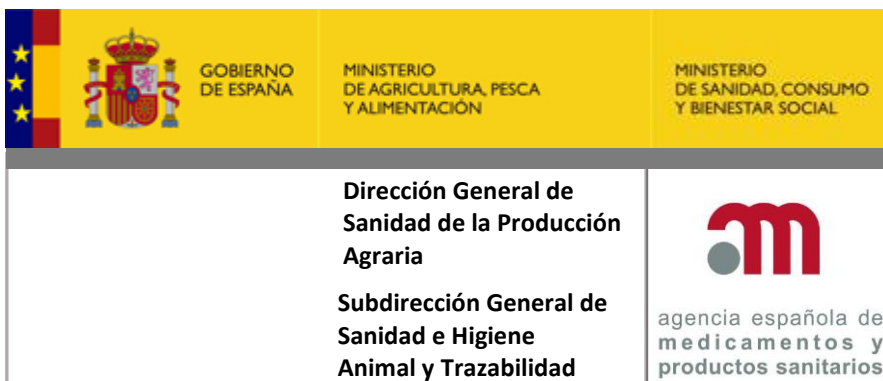 GOBIERNO
DE ESPAÑA
MINISTERIO
DE AGRICULTURA, PESCA
Y ALIMENTACIÓN
MINISTERIO
DE SANIDAD, CONSUMO
Y BIENESTAR SOCIAL
Dirección General de
Sanidad de la Producción
Agraria
Subdirección General de
Sanidad e Higiene
Animal y Trazabilidad
am
agencia española de
medicamentos y
productos sanitarios